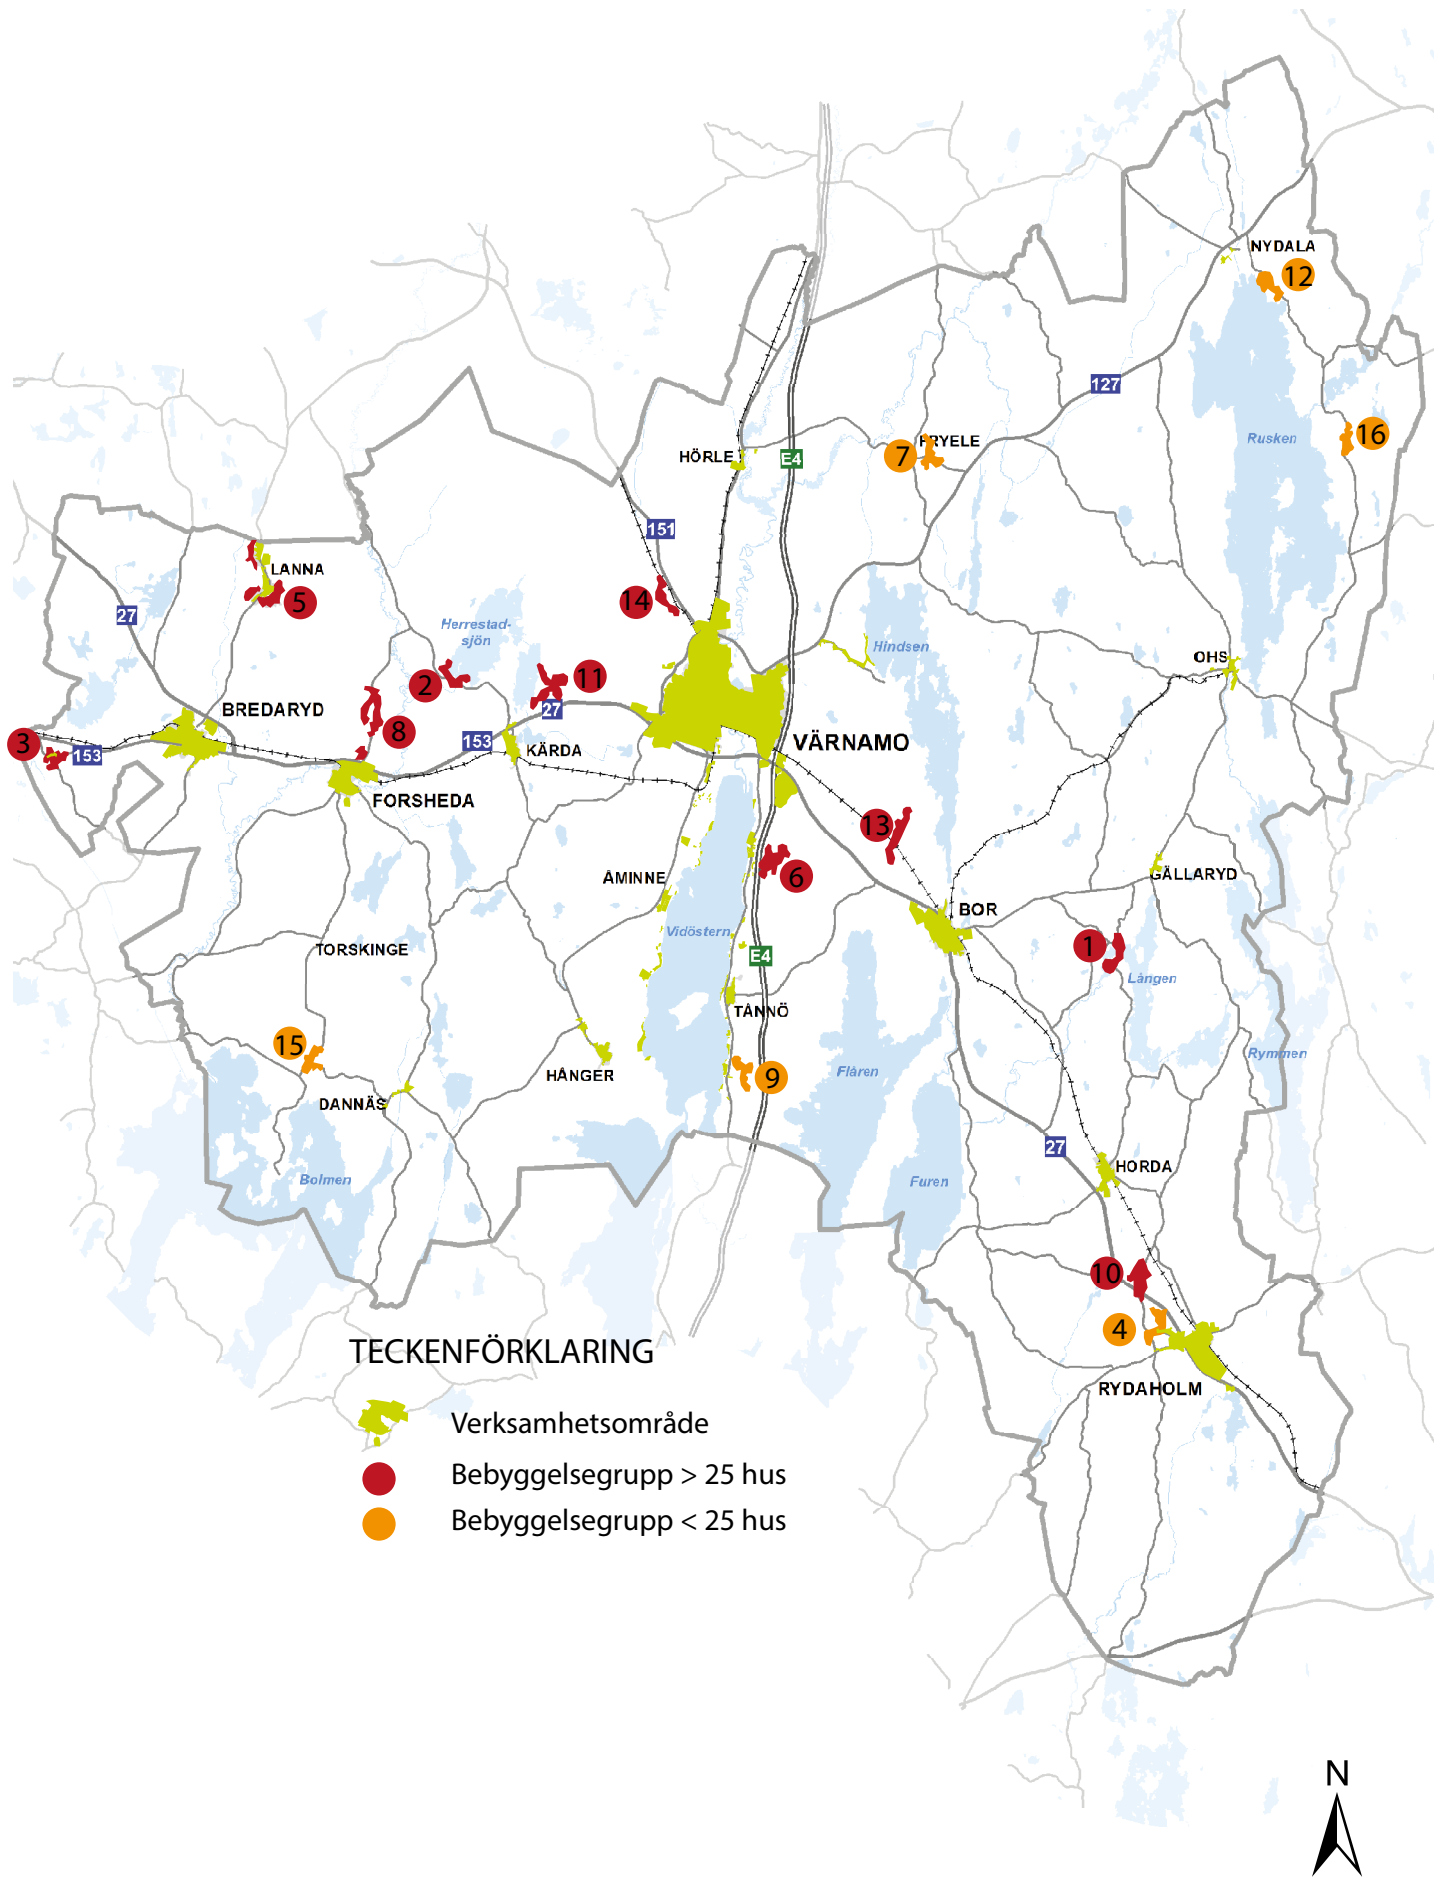 NYDALA
12
127
Rusken
16
FRYELE
7
HÖRLE
E4
151
LANNA
5
14
27
Herrestad-
sjön
Hindsen
OHS
2
11
27
BREDARYD
8
3
153
153
KÄRDA
VÄRNAMO
FORSHEDA
13
6
ÅMINNE
GÄLLARYD
BOR
Vidöstern
1
TORSKINGE
E4
Lången
TÅNNÖ
15
Rymmen
HÅNGER
9
Flåren
DANNÄS
27
HORDA
Bolmen
Furen
10
4
RYDAHOLM
TECKENFÖRKLARING
Verksamhetsområde
Bebyggelsegrupp > 25 hus
Bebyggelsegrupp < 25 hus
N